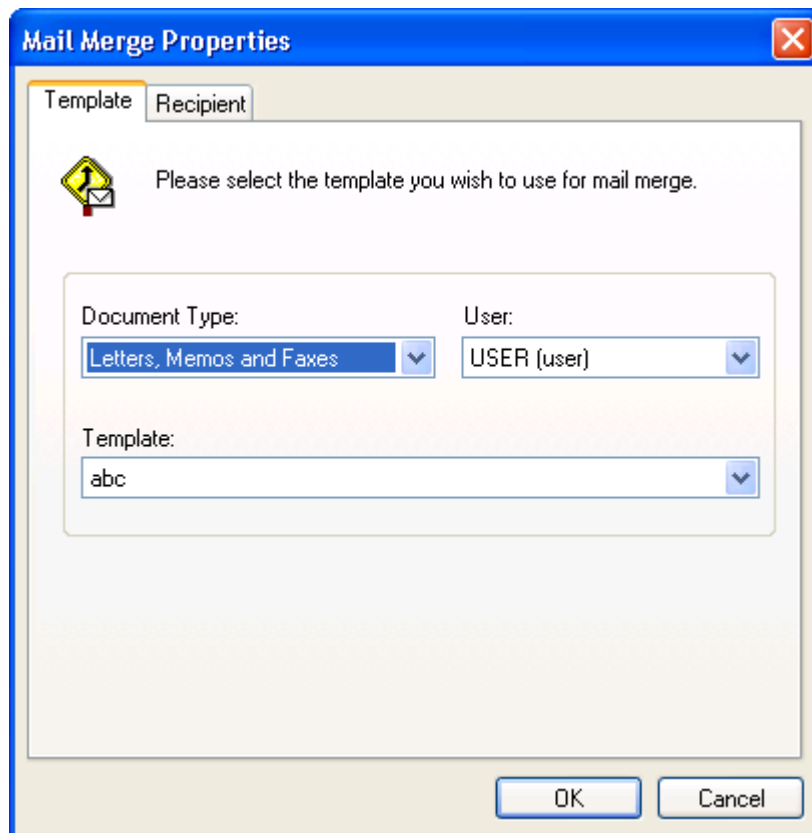 Mail Merge Properties
Template Recipient
Please select the template you wish to use for mail merge.
Document Type: User:
Letters, Memos and Faxes USER (user)
Template:
abc
OK Cancel